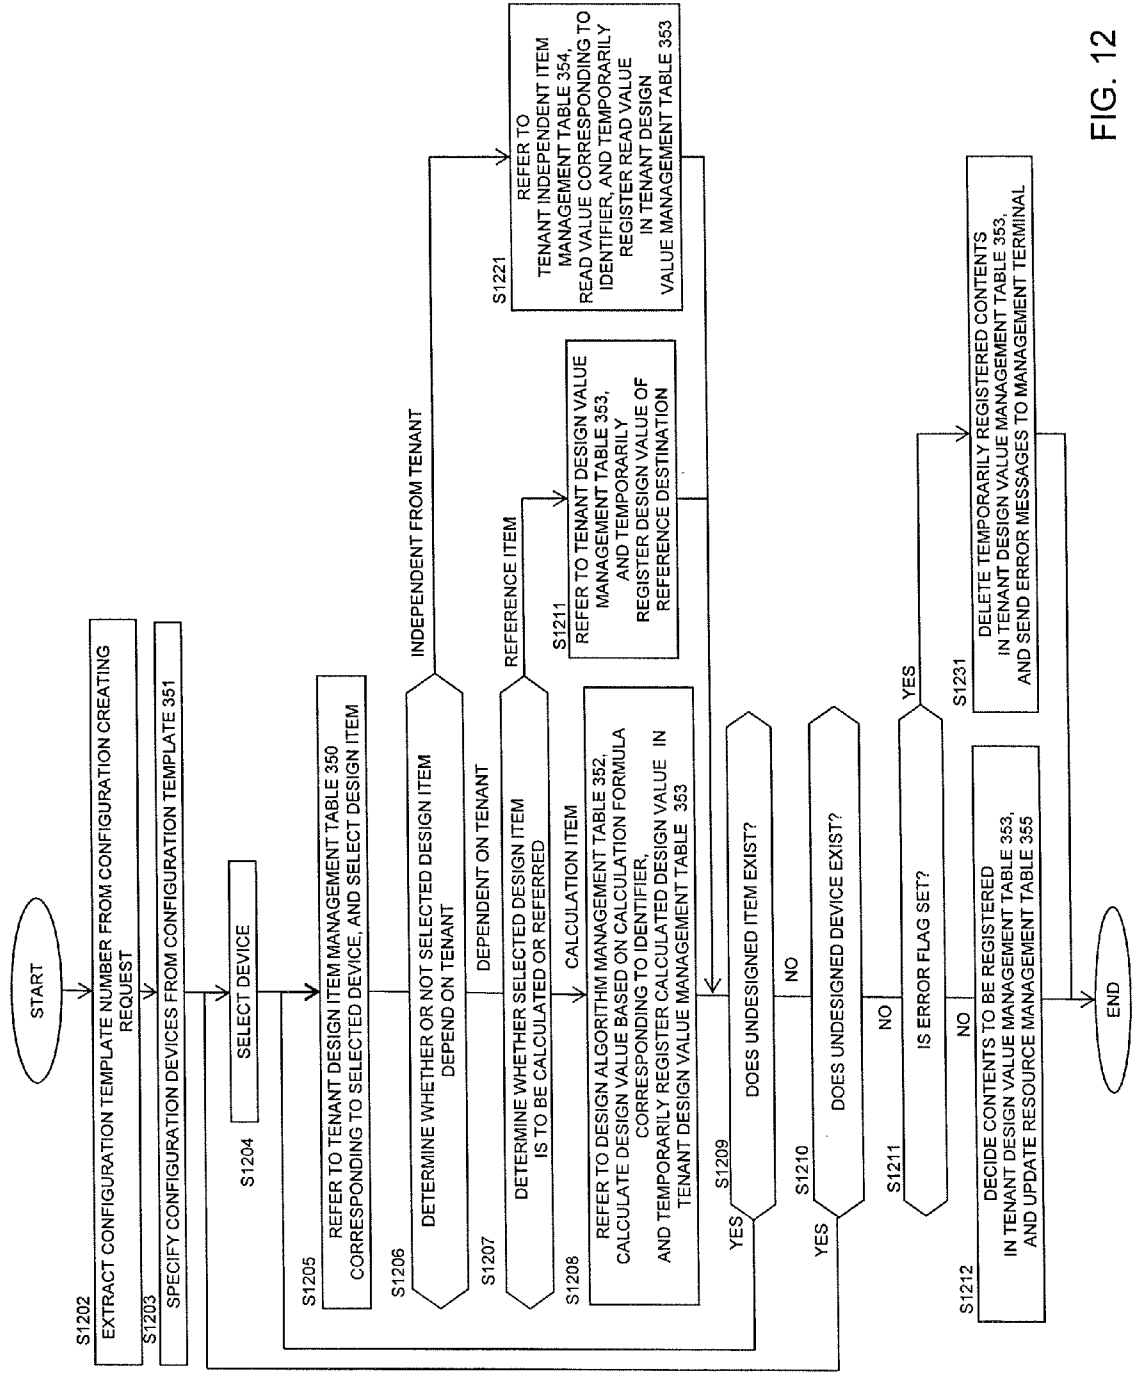 START
S1202
EXTRACT CONFIGURATION TEMPLATE NUMBER FROM CONFIGURATION CREATING
REQUEST
S1203
SPECIFY CONFIGURATION DEVICES FROM CONFIGURATION TEMPLATE 351
S1204
SELECT DEVICE
S1205
REFER TO TENANT DESIGN ITEM MANAGEMENT TABLE 350
CORRESPONDING TO SELECTED DEVICE, AND SELECT DESIGN ITEM
S1206
DETERMINE WHETHER OR NOT SELECTED DESIGN ITEM
DEPEND ON TENANT
INDEPENDENT FROM TENANT
DEPENDENT ON TENANT
S1207
DETERMINE WHETHER SELECTED DESIGN ITEM
IS TO BE CALCULATED OR REFERRED
REFERENCE ITEM
CALCULATION ITEM
S1208
REFER TO DESIGN ALGORITHM MANAGEMENT TABLE 352,
CALCULATE DESIGN VALUE BASED ON CALCULATION FORMULA
CORRESPONDING TO IDENTIFIER,
AND TEMPORARILY REGISTER CALCULATED DESIGN VALUE IN
TENANT DESIGN VALUE MANAGEMENT TABLE 353
S1211
REFER TO TENANT DESIGN VALUE
MANAGEMENT TABLE 353,
AND TEMPORARILY
REGISTER DESIGN VALUE OF
REFERENCE DESTINATION
S1221
REFER TO
TENANT INDEPENDENT ITEM
MANAGEMENT TABLE 354,
READ VALUE CORRESPONDING TO
IDENTIFIER, AND TEMPORARILY
REGISTER READ VALUE
IN TENANT DESIGN
VALUE MANAGEMENT TABLE 353
S1209
DOES UNDESIGNED ITEM EXIST?
YES
NO
S1210
DOES UNDESIGNED DEVICE EXIST?
YES
NO
S1211
IS ERROR FLAG SET?
YES
NO
S1212
DECIDE CONTENTS TO BE REGISTERED
IN TENANT DESIGN VALUE MANAGEMENT TABLE 353,
AND UPDATE RESOURCE MANAGEMENT TABLE 355
S1231
DELETE TEMPORARILY REGISTERED CONTENTS
IN TENANT DESIGN VALUE MANAGEMENT TABLE 353,
AND SEND ERROR MESSAGES TO MANAGEMENT TERMINAL
END
FIG. 12